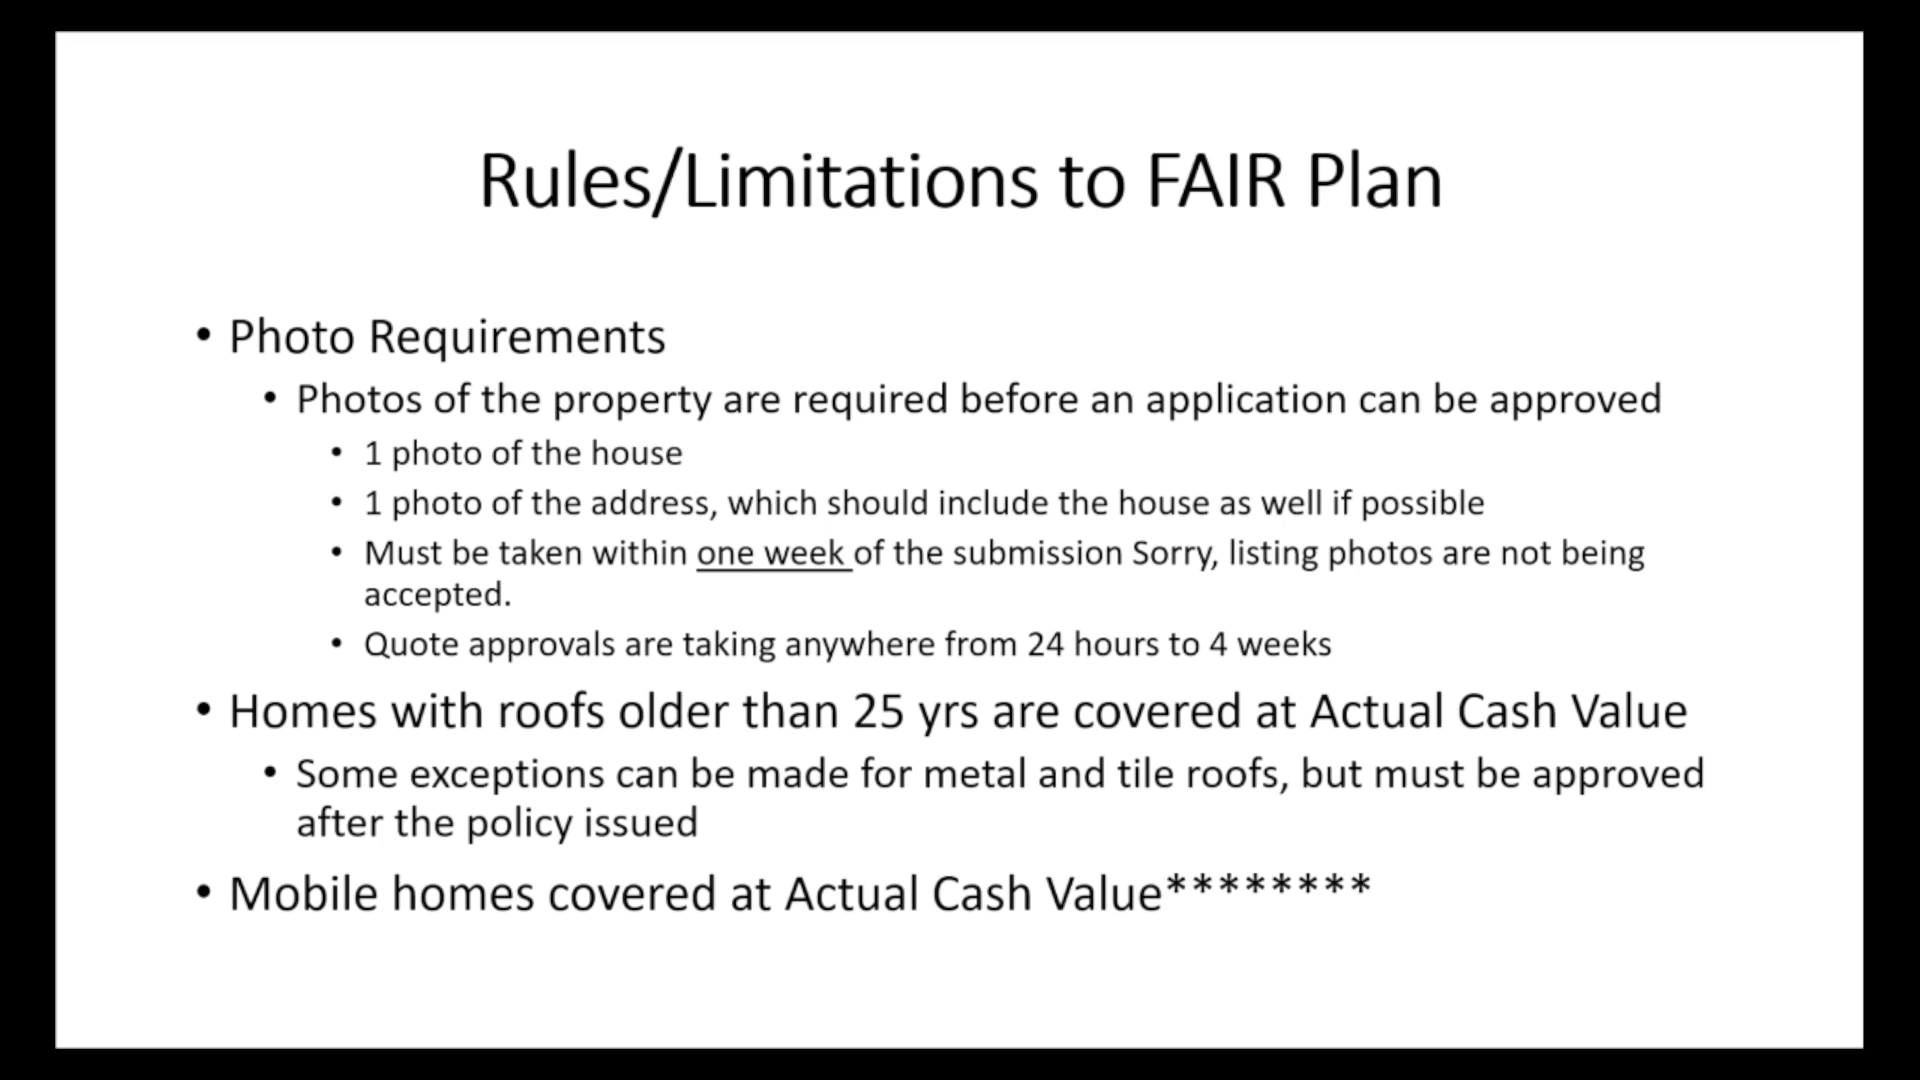 Rules/Limitations to FAIR Plan
• Photo Requirements
• Photos of the property are required before an application can be approved
• 1 photo of the house
• 1 photo of the address, which should include the house as well if possible
• Must be taken within one week of the submission Sorry, listing photos are not being
accepted.
• Quote approvals are taking anywhere from 24 hours to 4 weeks
• Homes with roofs older than 25 yrs are covered at Actual Cash Value
• Some exceptions can be made for metal and tile roofs, but must be approved
after the policy issued
• Mobile homes covered at Actual Cash Value********